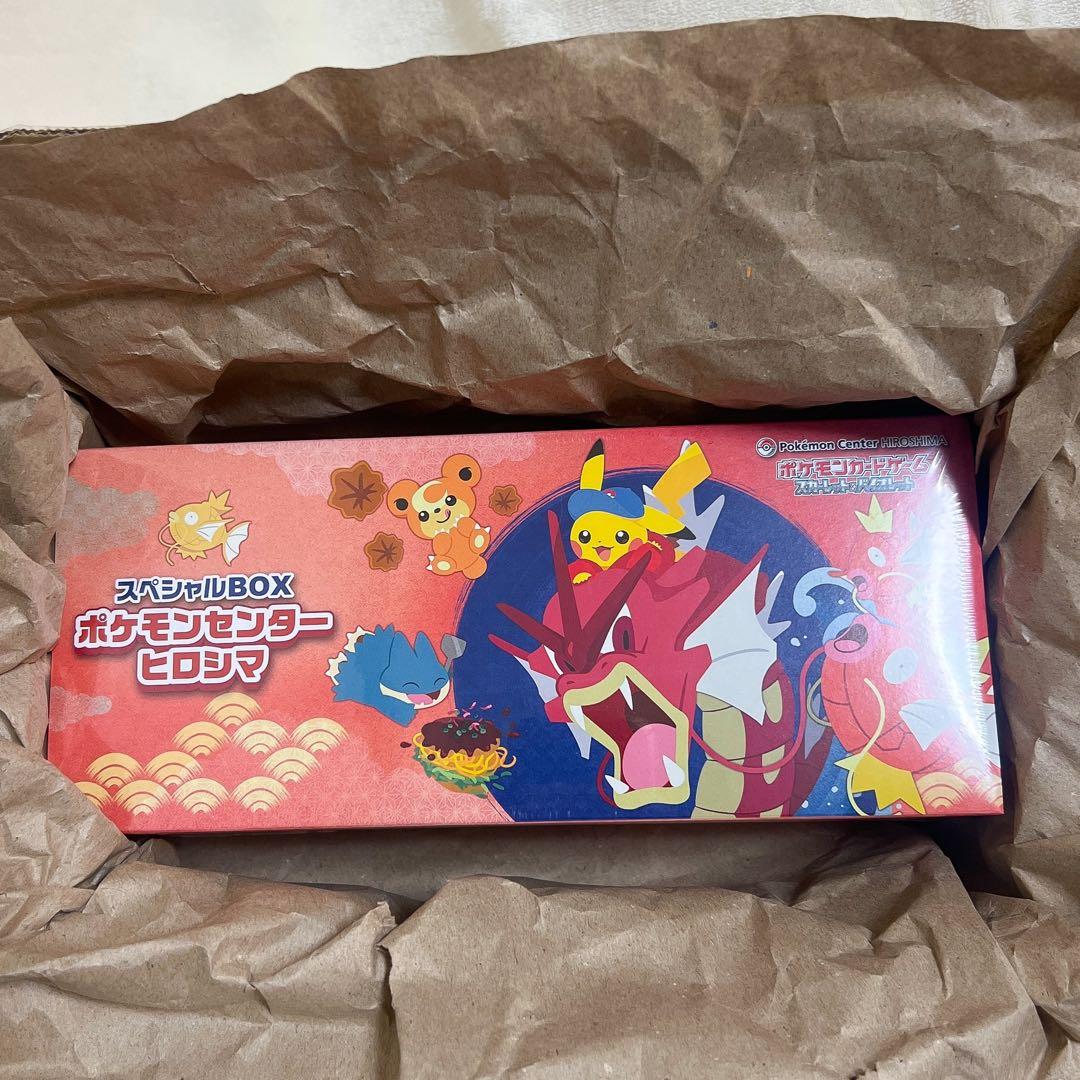 Pokémon Center HIROSHIMA
ポケモンカードゲーム
スカーレット&バイオレット
スペシャルBOX
ポケモンセンター
ヒロシマ